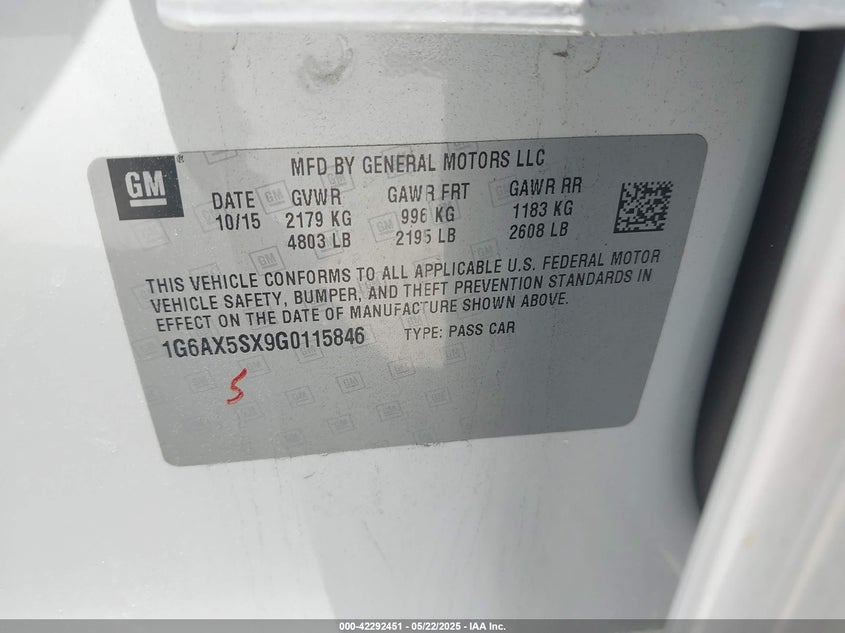 GM
MFD BY GENERAL MOTORS LLC
DATE GVWR GAWR FRT GAWR RR
10/15 2179 KG 996 KG 1183 KG
4803 LB 2195 LB 2608 LB
THIS VEHICLE CONFORMS TO ALL APPLICABLE U.S. FEDERAL MOTOR
VEHICLE SAFETY, BUMPER, AND THEFT PREVENTION STANDARDS IN
EFFECT ON THE DATE OF MANUFACTURE SHOWN ABOVE.
1G6AX5SX9G0115846 TYPE: PASS CAR
5
000-42292451 - 05/22/2025 - IAA Inc.